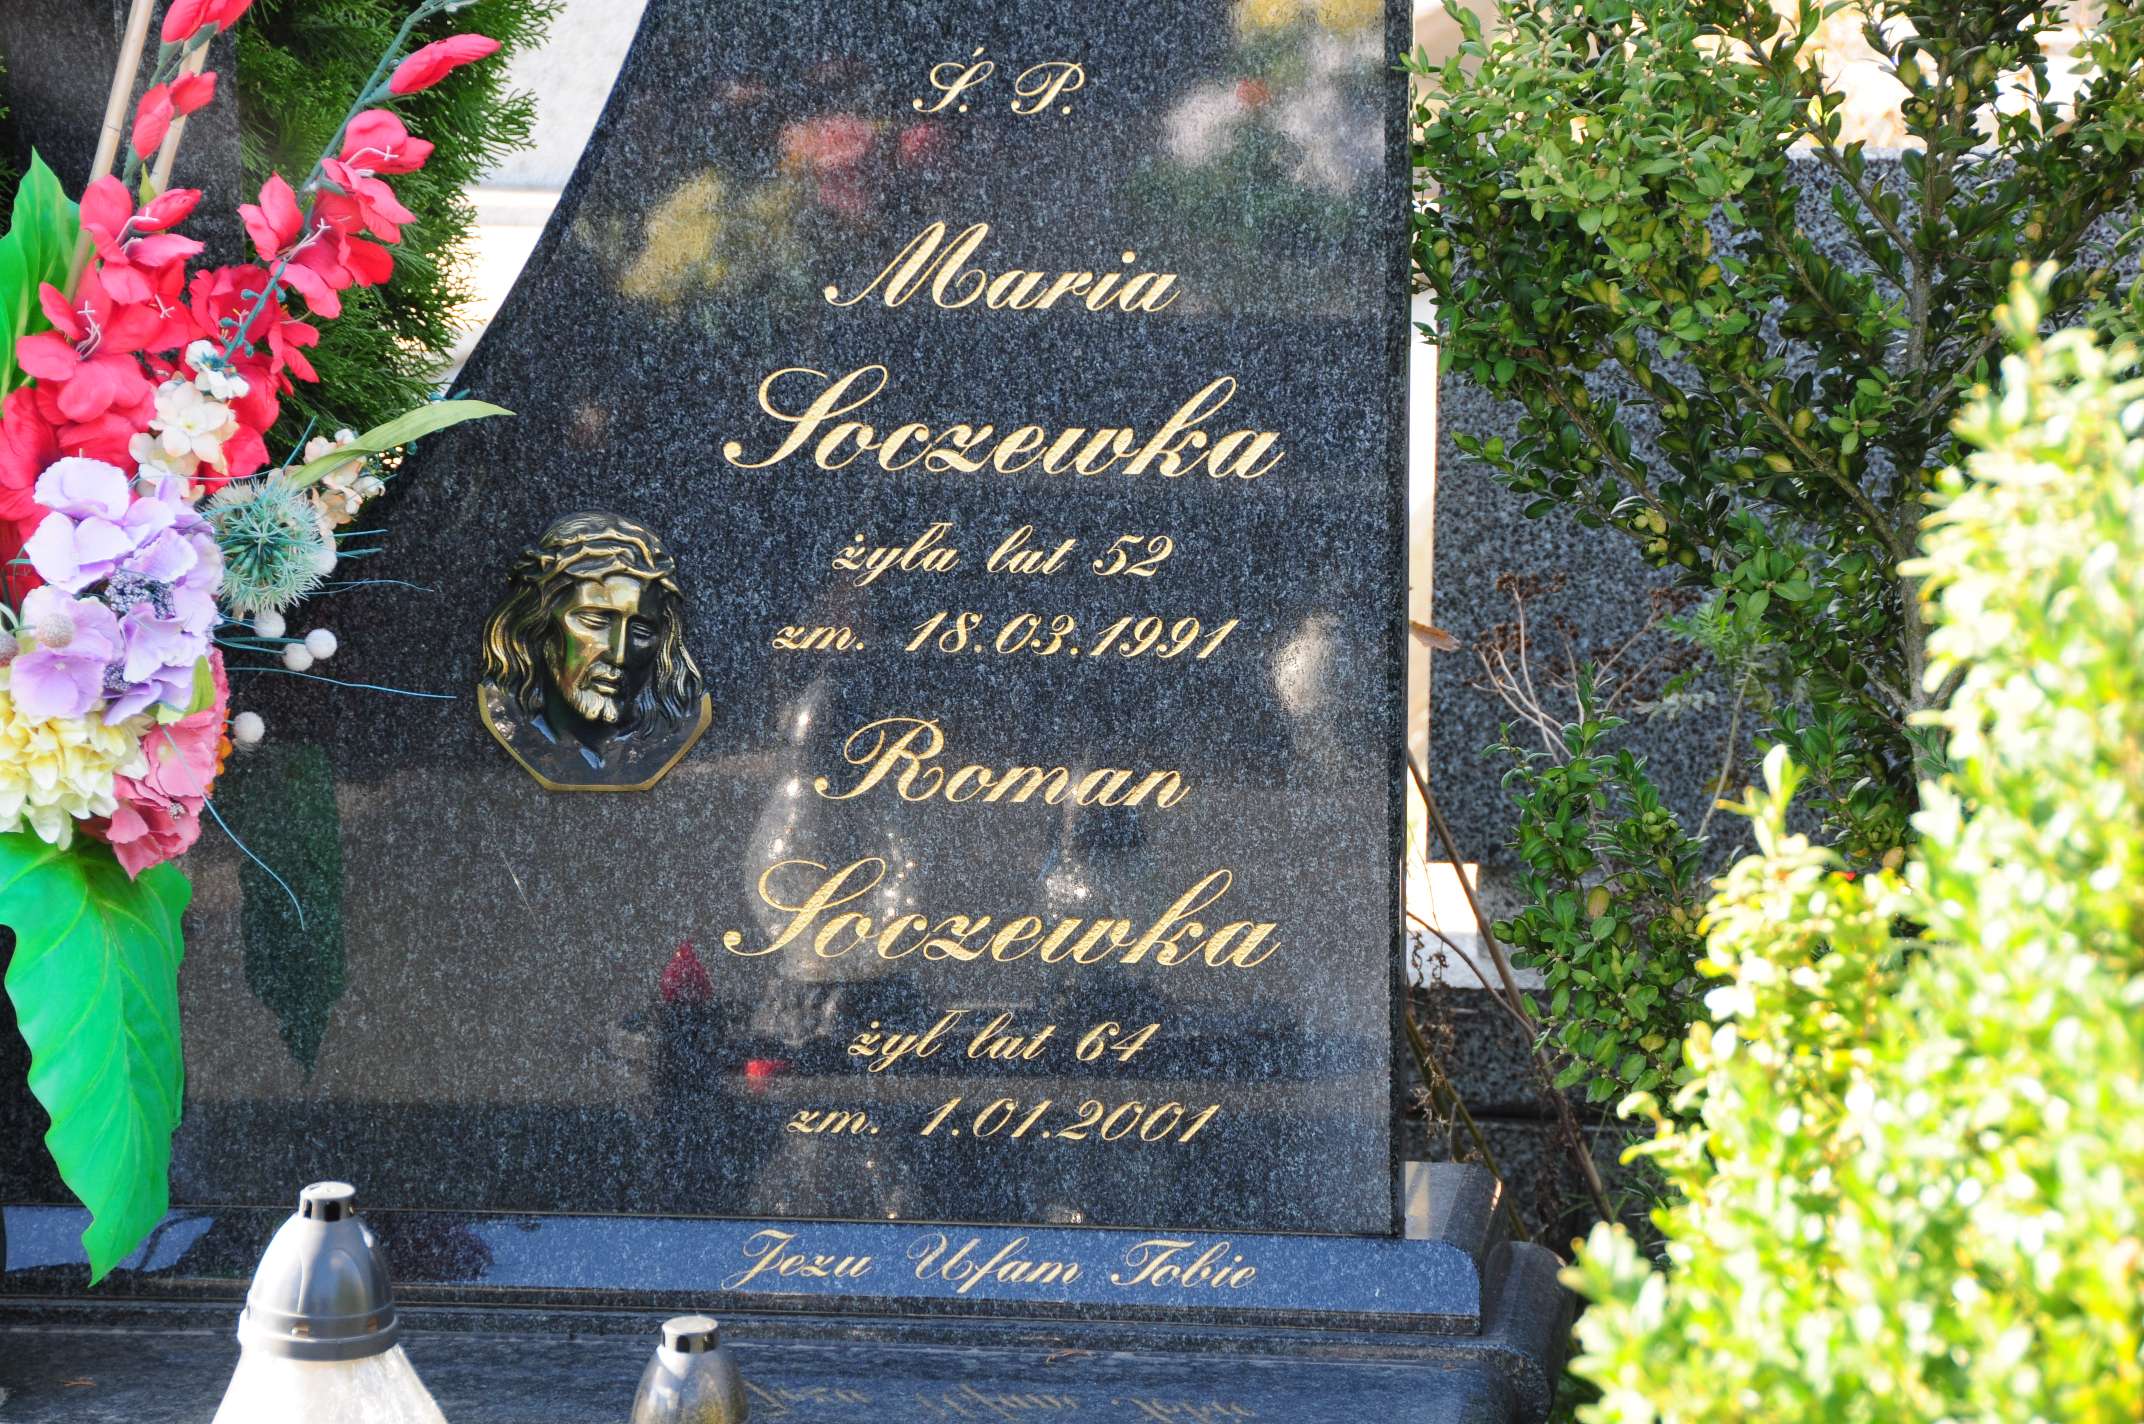 Ś. P.
Maria
Soczewka
żyła lat 52
zm. 18.03.1991
Roman
Soczewka
żył lat 64
zm. 1.01.2001
Jezu Ufam Tobie